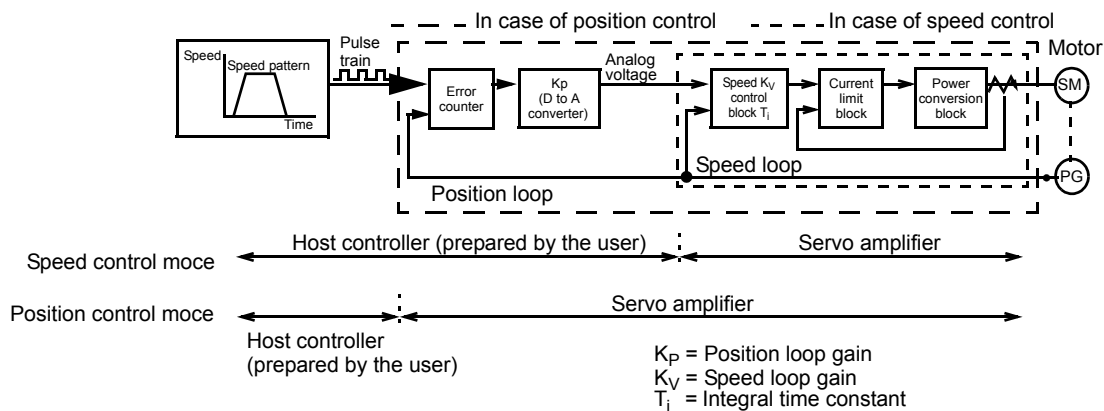 In case of position control
In case of speed control
Speed
Speed pattern
Time
Pulse
train
Error
counter
Kp
(D to A
converter)
Analog
voltage
Speed KV
control
block Ti
Current
limit
block
Power
conversion
block
Motor
SM
PG
Speed loop
Position loop
Speed control moce
Host controller (prepared by the user)
Servo amplifier
Position control moce
Servo amplifier
Host controller
(prepared by the user)
KP = Position loop gain
KV = Speed loop gain
Ti = Integral time constant